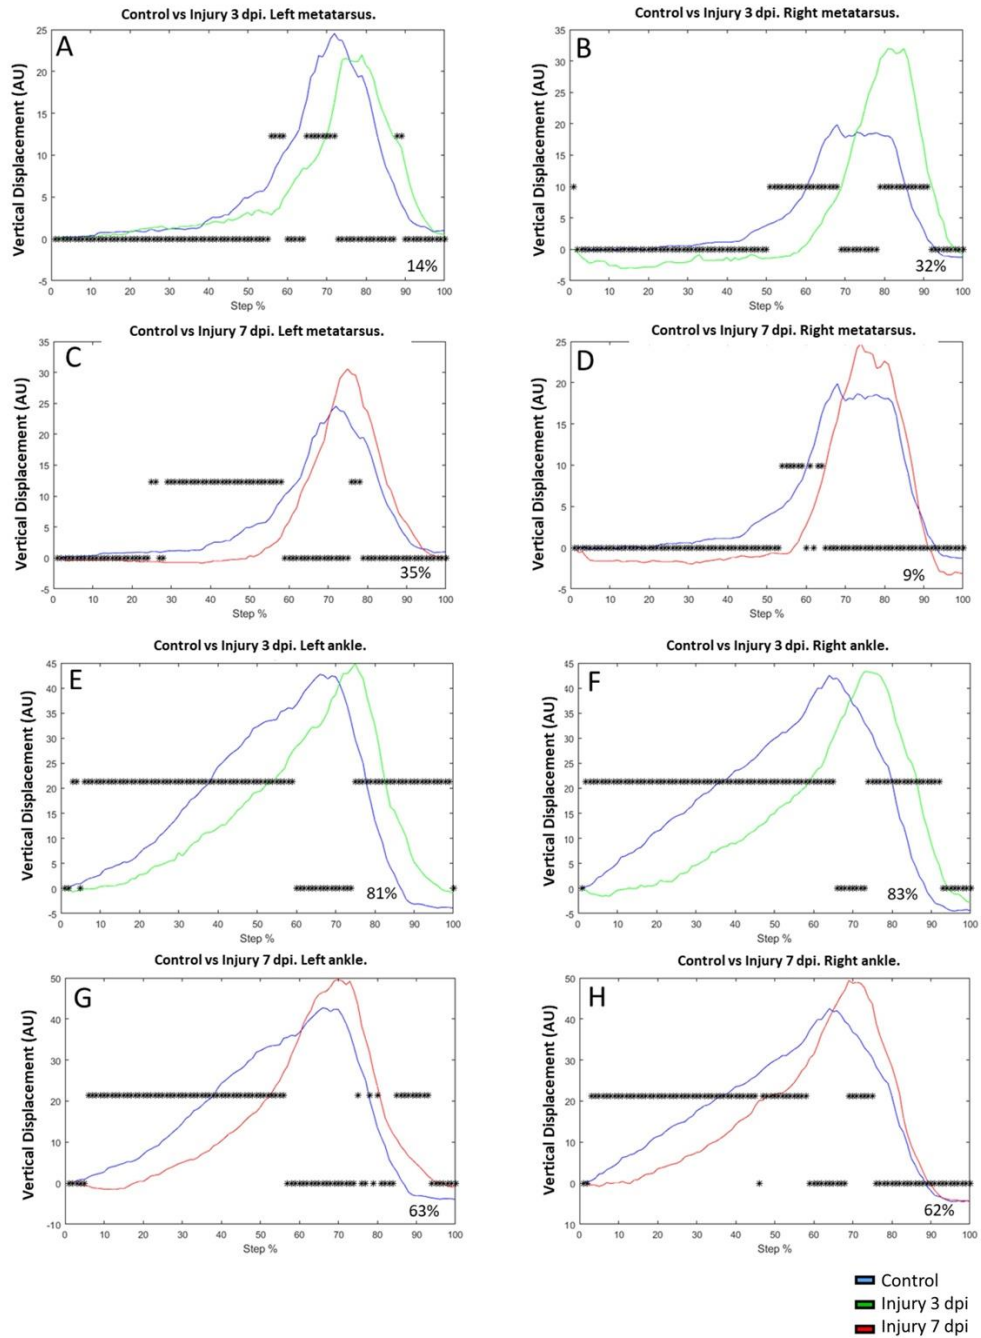 Control vs Injury 3 dpi. Left metatarsus.
A
Vertical Displacement (AU)
25
20
15
10
5
0
-5
0 10 20 30 40 50 60 70 80 90 100
14%
Step %
Control vs Injury 3 dpi. Right metatarsus.
B
Vertical Displacement (AU)
35
30
25
20
15
10
5
0
-5
0 10 20 30 40 50 60 70 80 90 100
32%
Step %
Control vs Injury 7 dpi. Left metatarsus.
C
Vertical Displacement (AU)
35
30
25
20
15
10
5
0
-5
0 10 20 30 40 50 60 70 80 90 100
35%
Step %
Control vs Injury 7 dpi. Right metatarsus.
D
Vertical Displacement (AU)
25
20
15
10
5
0
-5
0 10 20 30 40 50 60 70 80 90 100
9%
Step %
Control vs Injury 3 dpi. Left ankle.
E
Vertical Displacement (AU)
45
40
35
30
25
20
15
10
5
0
-5
0 10 20 30 40 50 60 70 80 90 100
81%
Step %
Control vs Injury 3 dpi. Right ankle.
F
Vertical Displacement (AU)
45
40
35
30
25
20
15
10
5
0
-5
0 10 20 30 40 50 60 70 80 90 100
83%
Step %
Control vs Injury 7 dpi. Left ankle.
G
Vertical Displacement (AU)
50
40
30
20
10
0
-10
0 10 20 30 40 50 60 70 80 90 100
63%
Step %
Control vs Injury 7 dpi. Right ankle.
H
Vertical Displacement (AU)
50
40
30
20
10
0
10
0 10 20 30 40 50 60 70 80 90 100
62%
Step %
Control
Injury 3 dpi
Injury 7 dpi